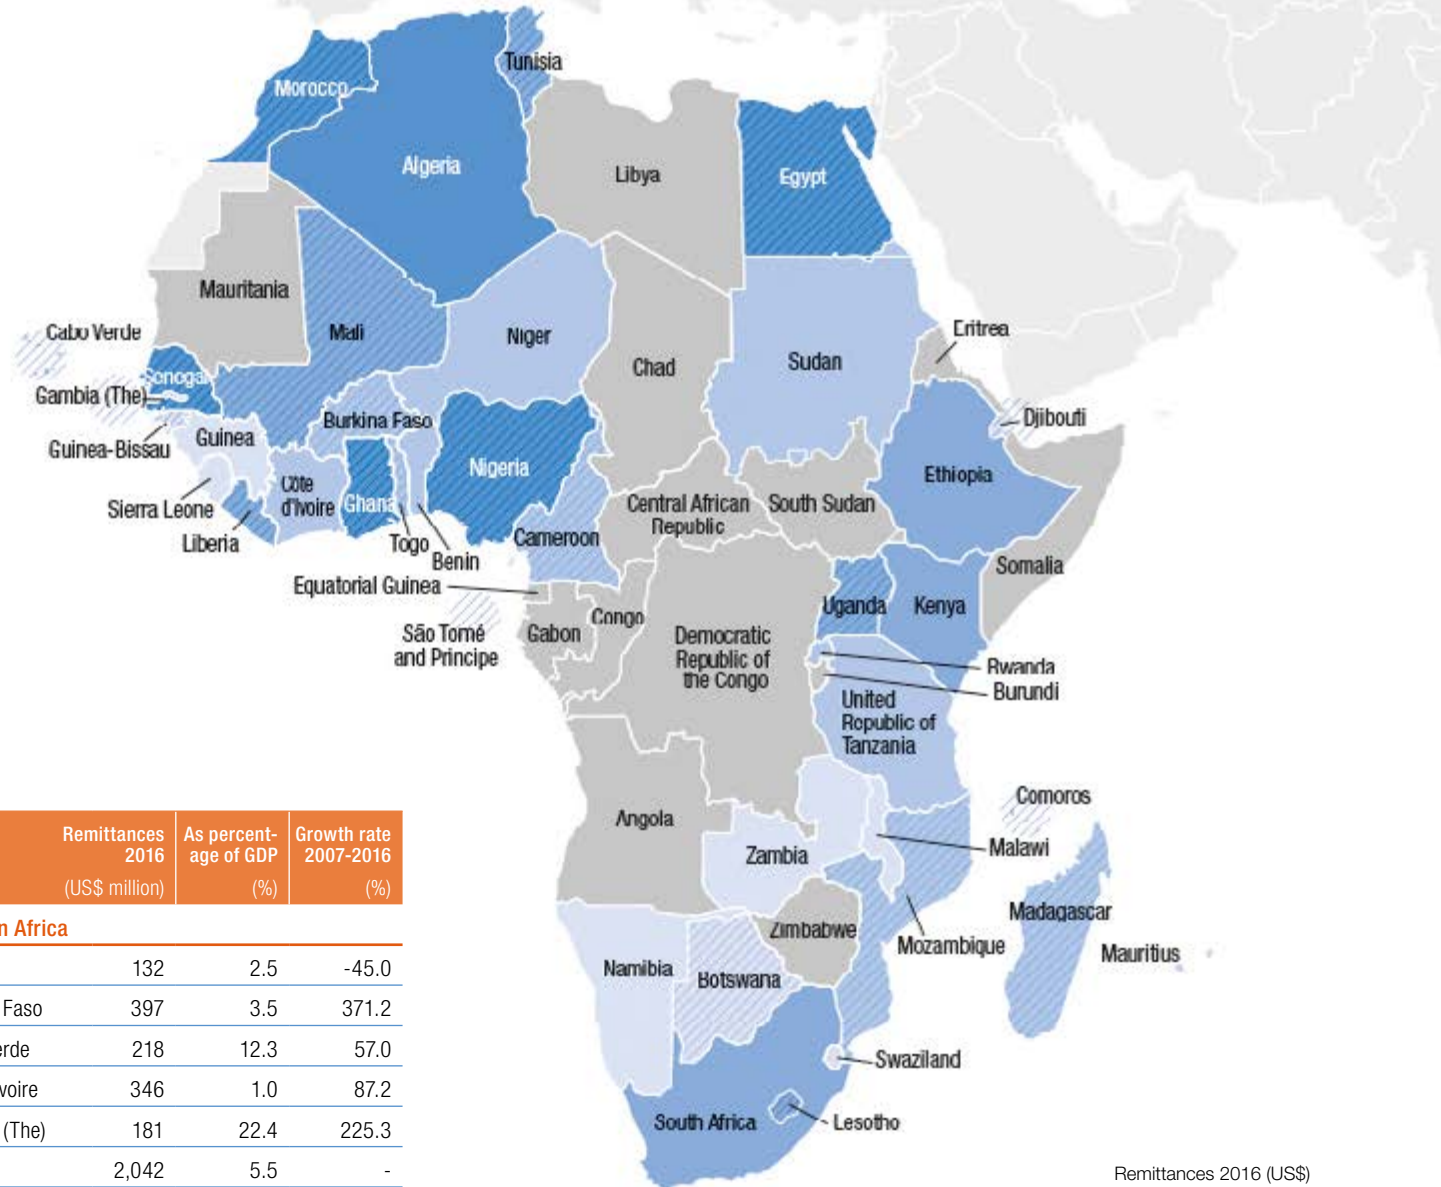 Tunisia
Morocco
Algeria
Libya
Egypt
Mauritania
Cabo Verde
Mali
Niger
Chad
Sudan
Eritrea
Senegal
Gambia (The)
Djibouti
Burkina Faso
Guinea
Guinea-Bissau
Nigeria
Ethiopia
Côte
d'Ivoire
Ghana
Central African
Republic
South Sudan
Sierra Leone
Liberia
Togo
Benin
Cameroon
Somalia
Equatorial Guinea
Uganda
Kenya
Congo
Gabon
São Tomé
and Principe
Democratic
Republic of
the Congo
Rwanda
Burundi
United
Republic of
Tanzania
Comoros
Angola
Malawi
Zambia
Madagascar
Zimbabwe
Mozambique
Mauritius
Namibia
Botswana
Swaziland
South Africa
Lesotho
Remittances 2016 (US$)
Remittances
2016
(US$ million)
As percent-
age of GDP
(%)
Growth rate
2007-2016
(%)
n Africa
132 2.5 -45.0
Faso 397 3.5 371.2
erde 218 12.3 57.0
voire 346 1.0 87.2
(The) 181 22.4 225.3
2,042 5.5 -